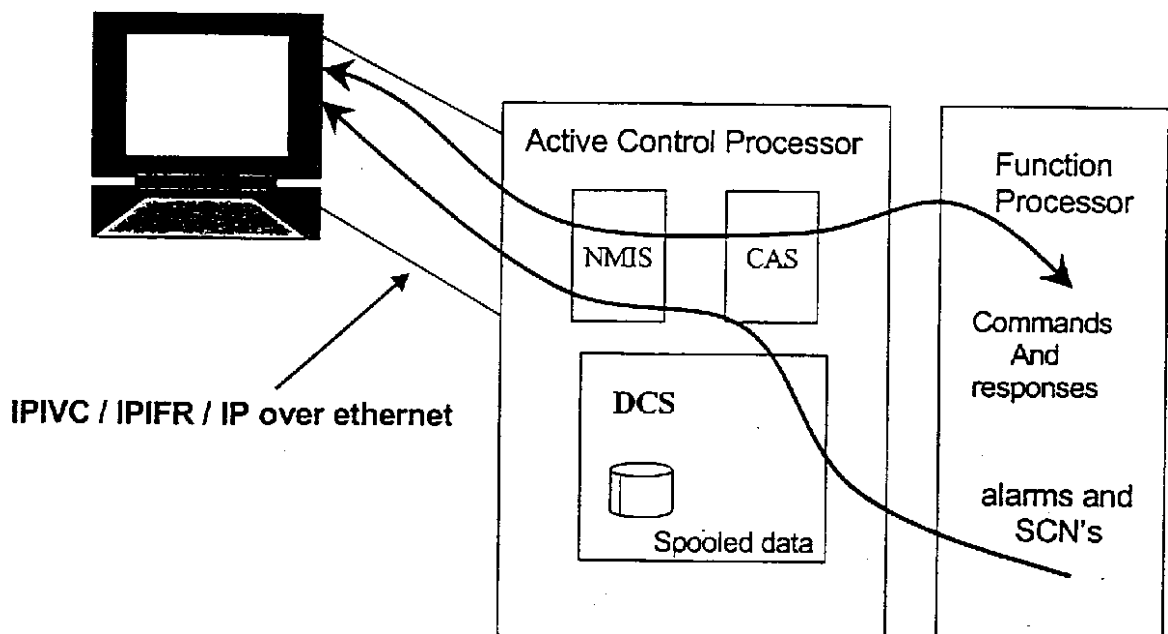 Active Control Processor
Function
Processor
NMIS
CAS
Commands
And
responses
IPIVC / IPIFR / IP over ethernet
DCS
Spooled data
alarms and
SCN's